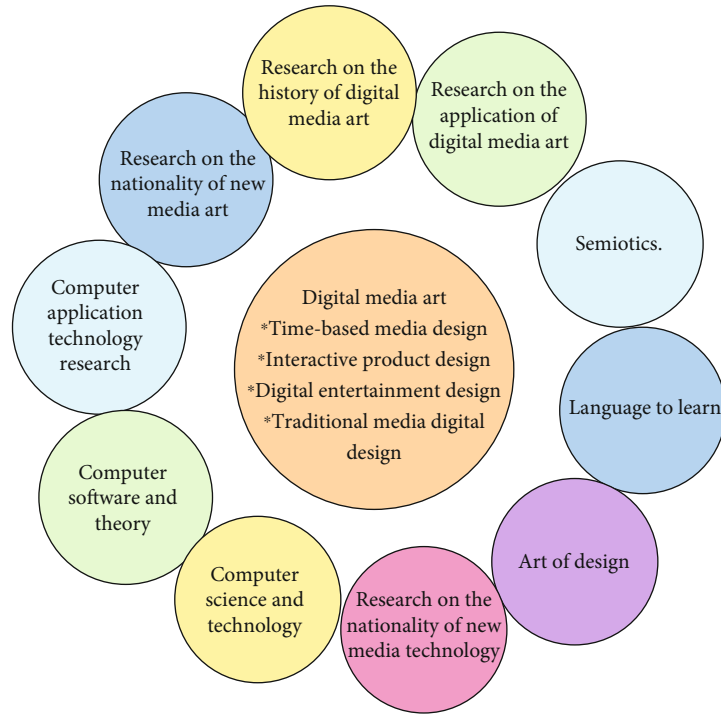 Research on the
history of digital
media art
Research on the
application of
digital media art
Semiotics.
Language to learn
Art of design
Research on the
nationality of new
media technology
Computer
science and
technology
Computer
software and
theory
Computer
application
technology
research
Research on the
nationality of new
media art
Digital media art
*Time-based media design
*Interactive product design
*Digital entertainment design
*Traditional media digital
design